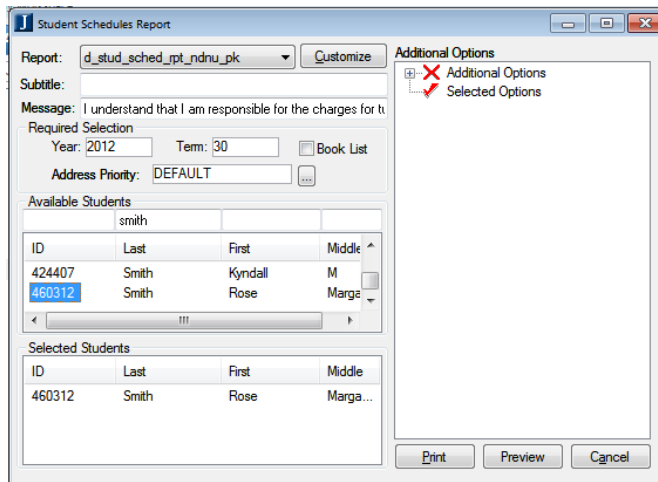 J Student Schedules Report
Report: d_stud_sched_rpt_ndnu_pk Customize
Subtitle:
Message: I understand that I am responsible for the charges for tu
Required Selection
Year: 2012 Term: 30 Book List
Address Priority: DEFAULT ...
Available Students
smith
ID Last First Middle
424407 Smith Kyndall M
460312 Smith Rose Marga
Selected Students
ID Last First Middle
460312 Smith Rose Marga...
Additional Options
Additional Options
Selected Options
Print Preview Cancel